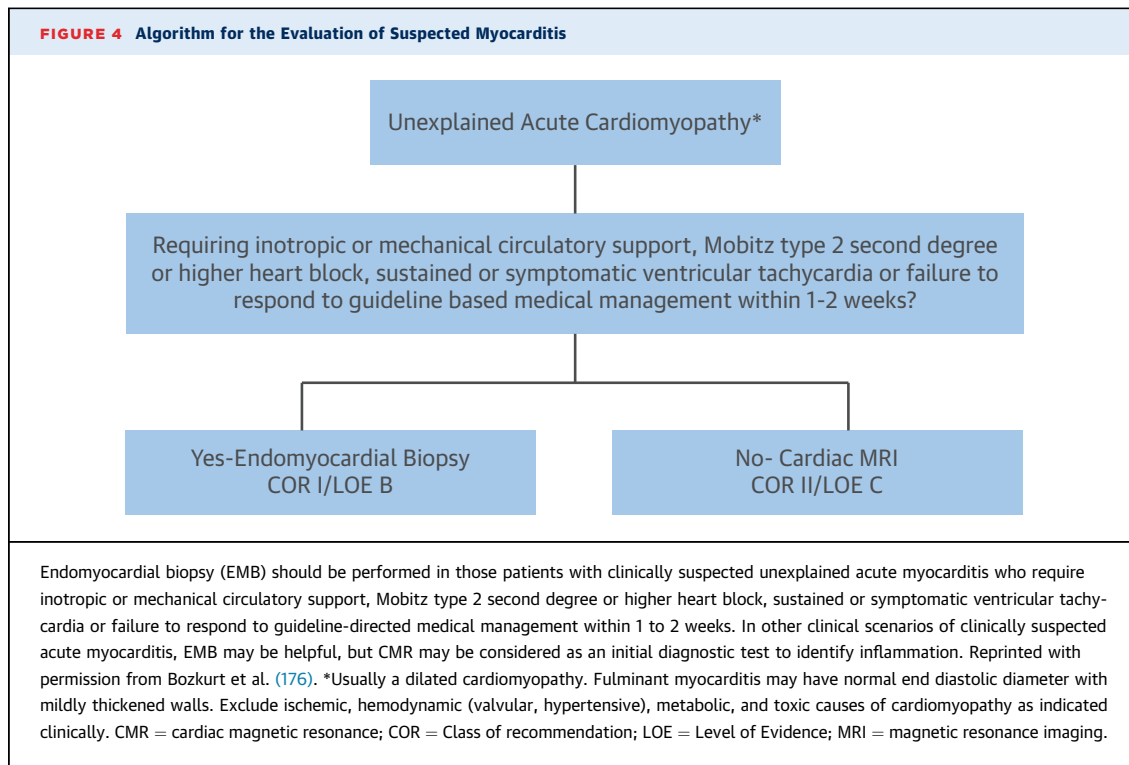 FIGURE 4 Algorithm for the Evaluation of Suspected Myocarditis
Unexplained Acute Cardiomyopathy*
Requiring inotropic or mechanical circulatory support, Mobitz type 2 second degree
or higher heart block, sustained or symptomatic ventricular tachycardia or failure to
respond to guideline based medical management within 1-2 weeks?
Yes-Endomyocardial Biopsy
COR I/LOE B
No- Cardiac MRI
COR II/LOE C
Endomyocardial biopsy (EMB) should be performed in those patients with clinically suspected unexplained acute myocarditis who require
inotropic or mechanical circulatory support, Mobitz type 2 second degree or higher heart block, sustained or symptomatic ventricular tachy-
cardia or failure to respond to guideline-directed medical management within 1 to 2 weeks. In other clinical scenarios of clinically suspected
acute myocarditis, EMB may be helpful, but CMR may be considered as an initial diagnostic test to identify inflammation. Reprinted with
permission from Bozkurt et al. (176). *Usually a dilated cardiomyopathy. Fulminant myocarditis may have normal end diastolic diameter with
mildly thickened walls. Exclude ischemic, hemodynamic (valvular, hypertensive), metabolic, and toxic causes of cardiomyopathy as indicated
clinically. CMR = cardiac magnetic resonance; COR = Class of recommendation; LOE = Level of Evidence; MRI = magnetic resonance imaging.